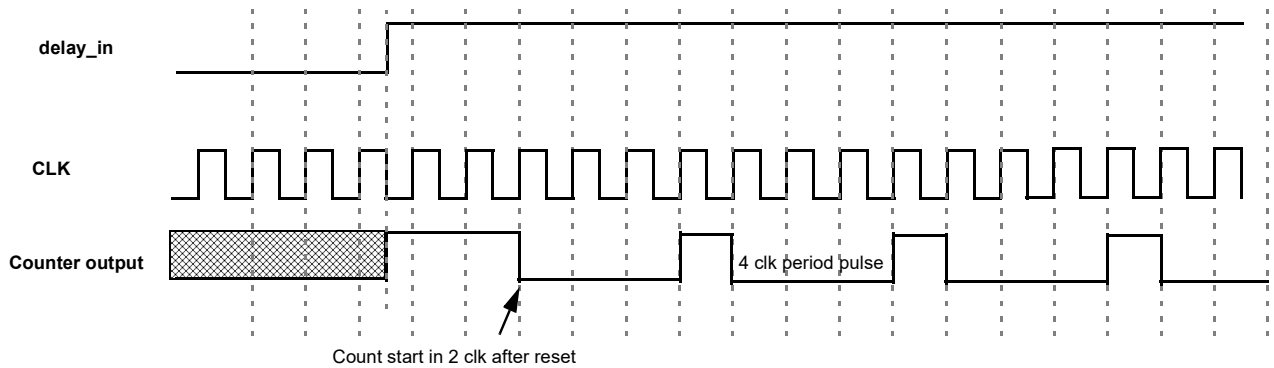 delay_in
CLK
Counter output
4 clk period pulse
Count start in 2 clk after reset